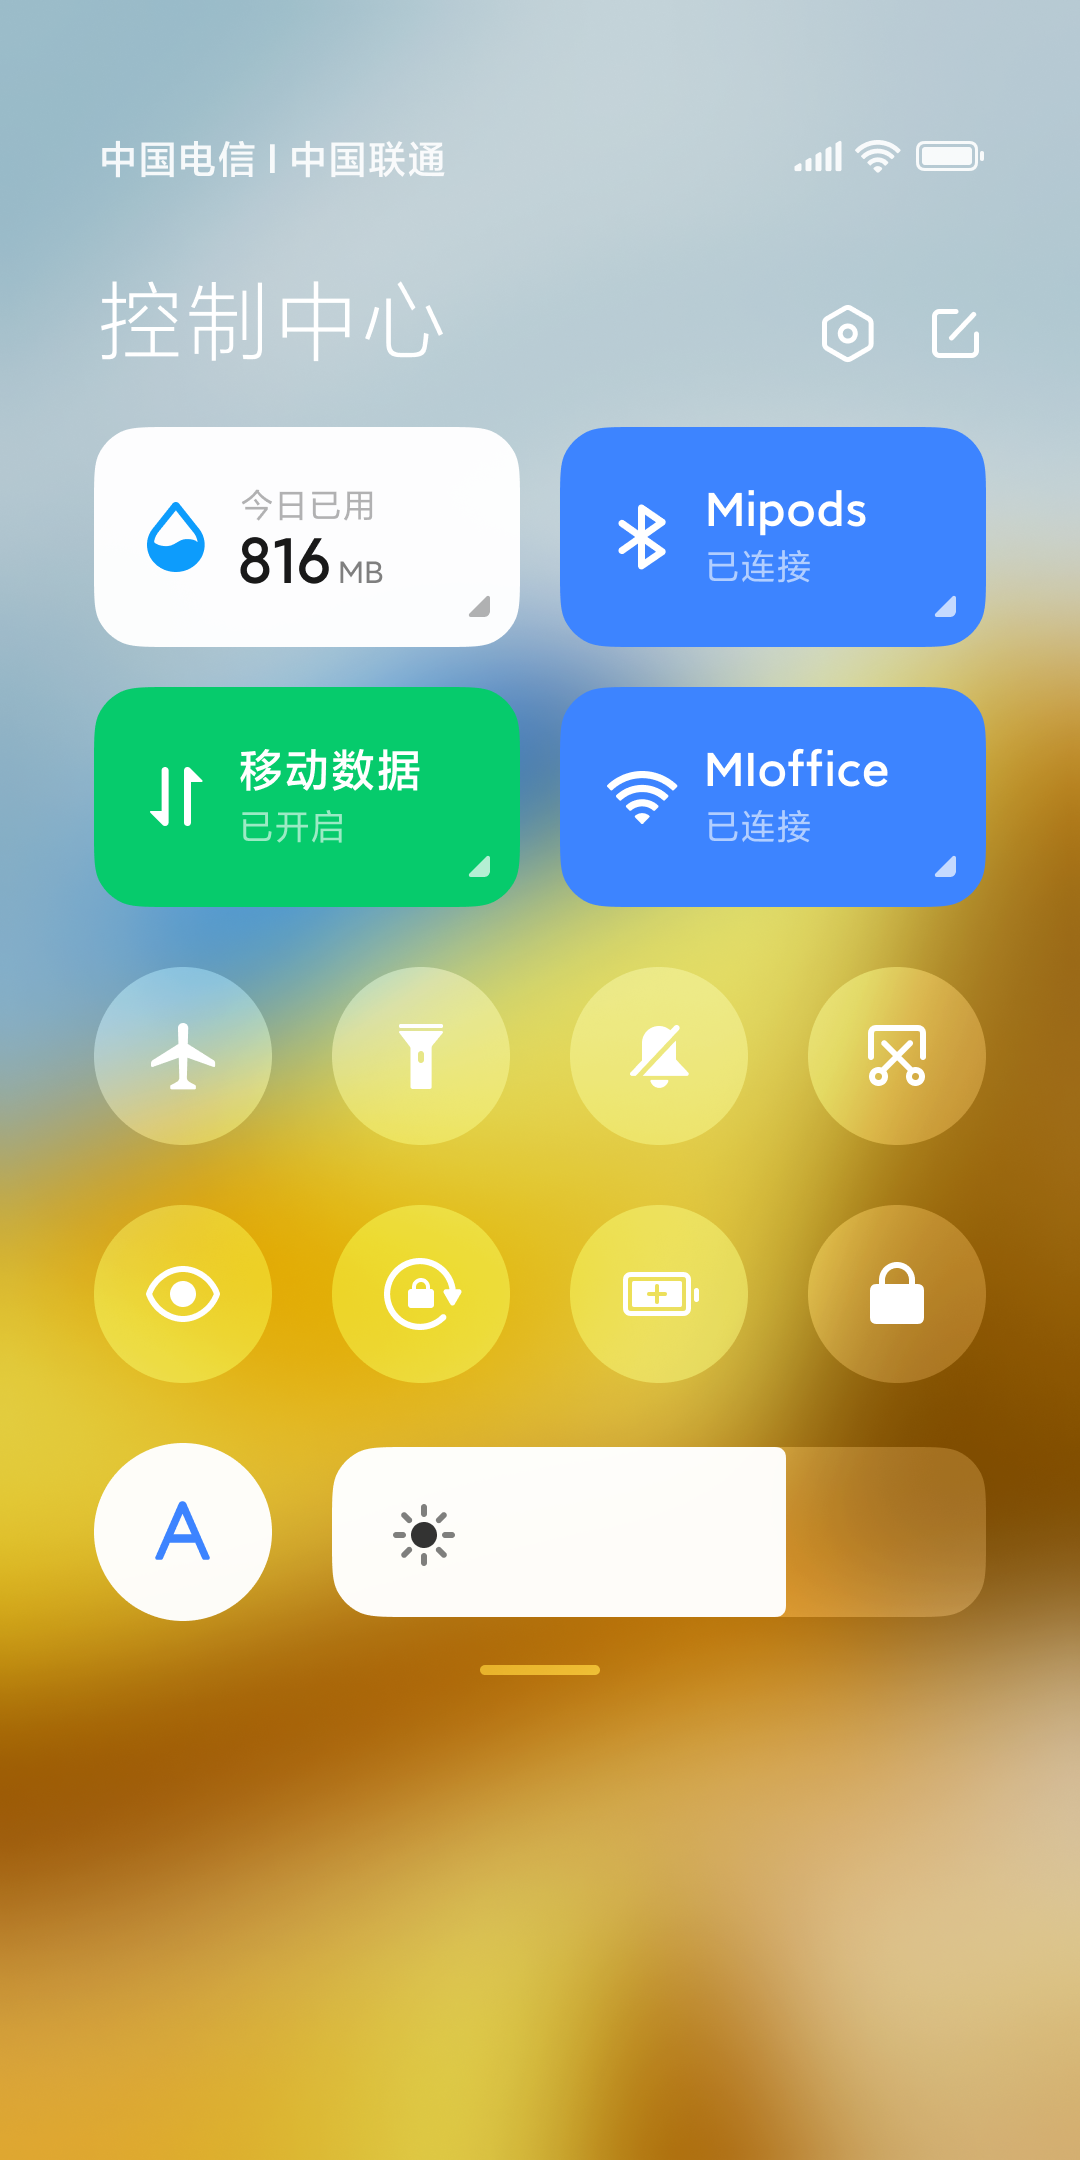 中国电信 | 中国联通
控制中心
今日已用
816 MB
Mipods
已连接
移动数据
已开启
MIoffice
已连接
A